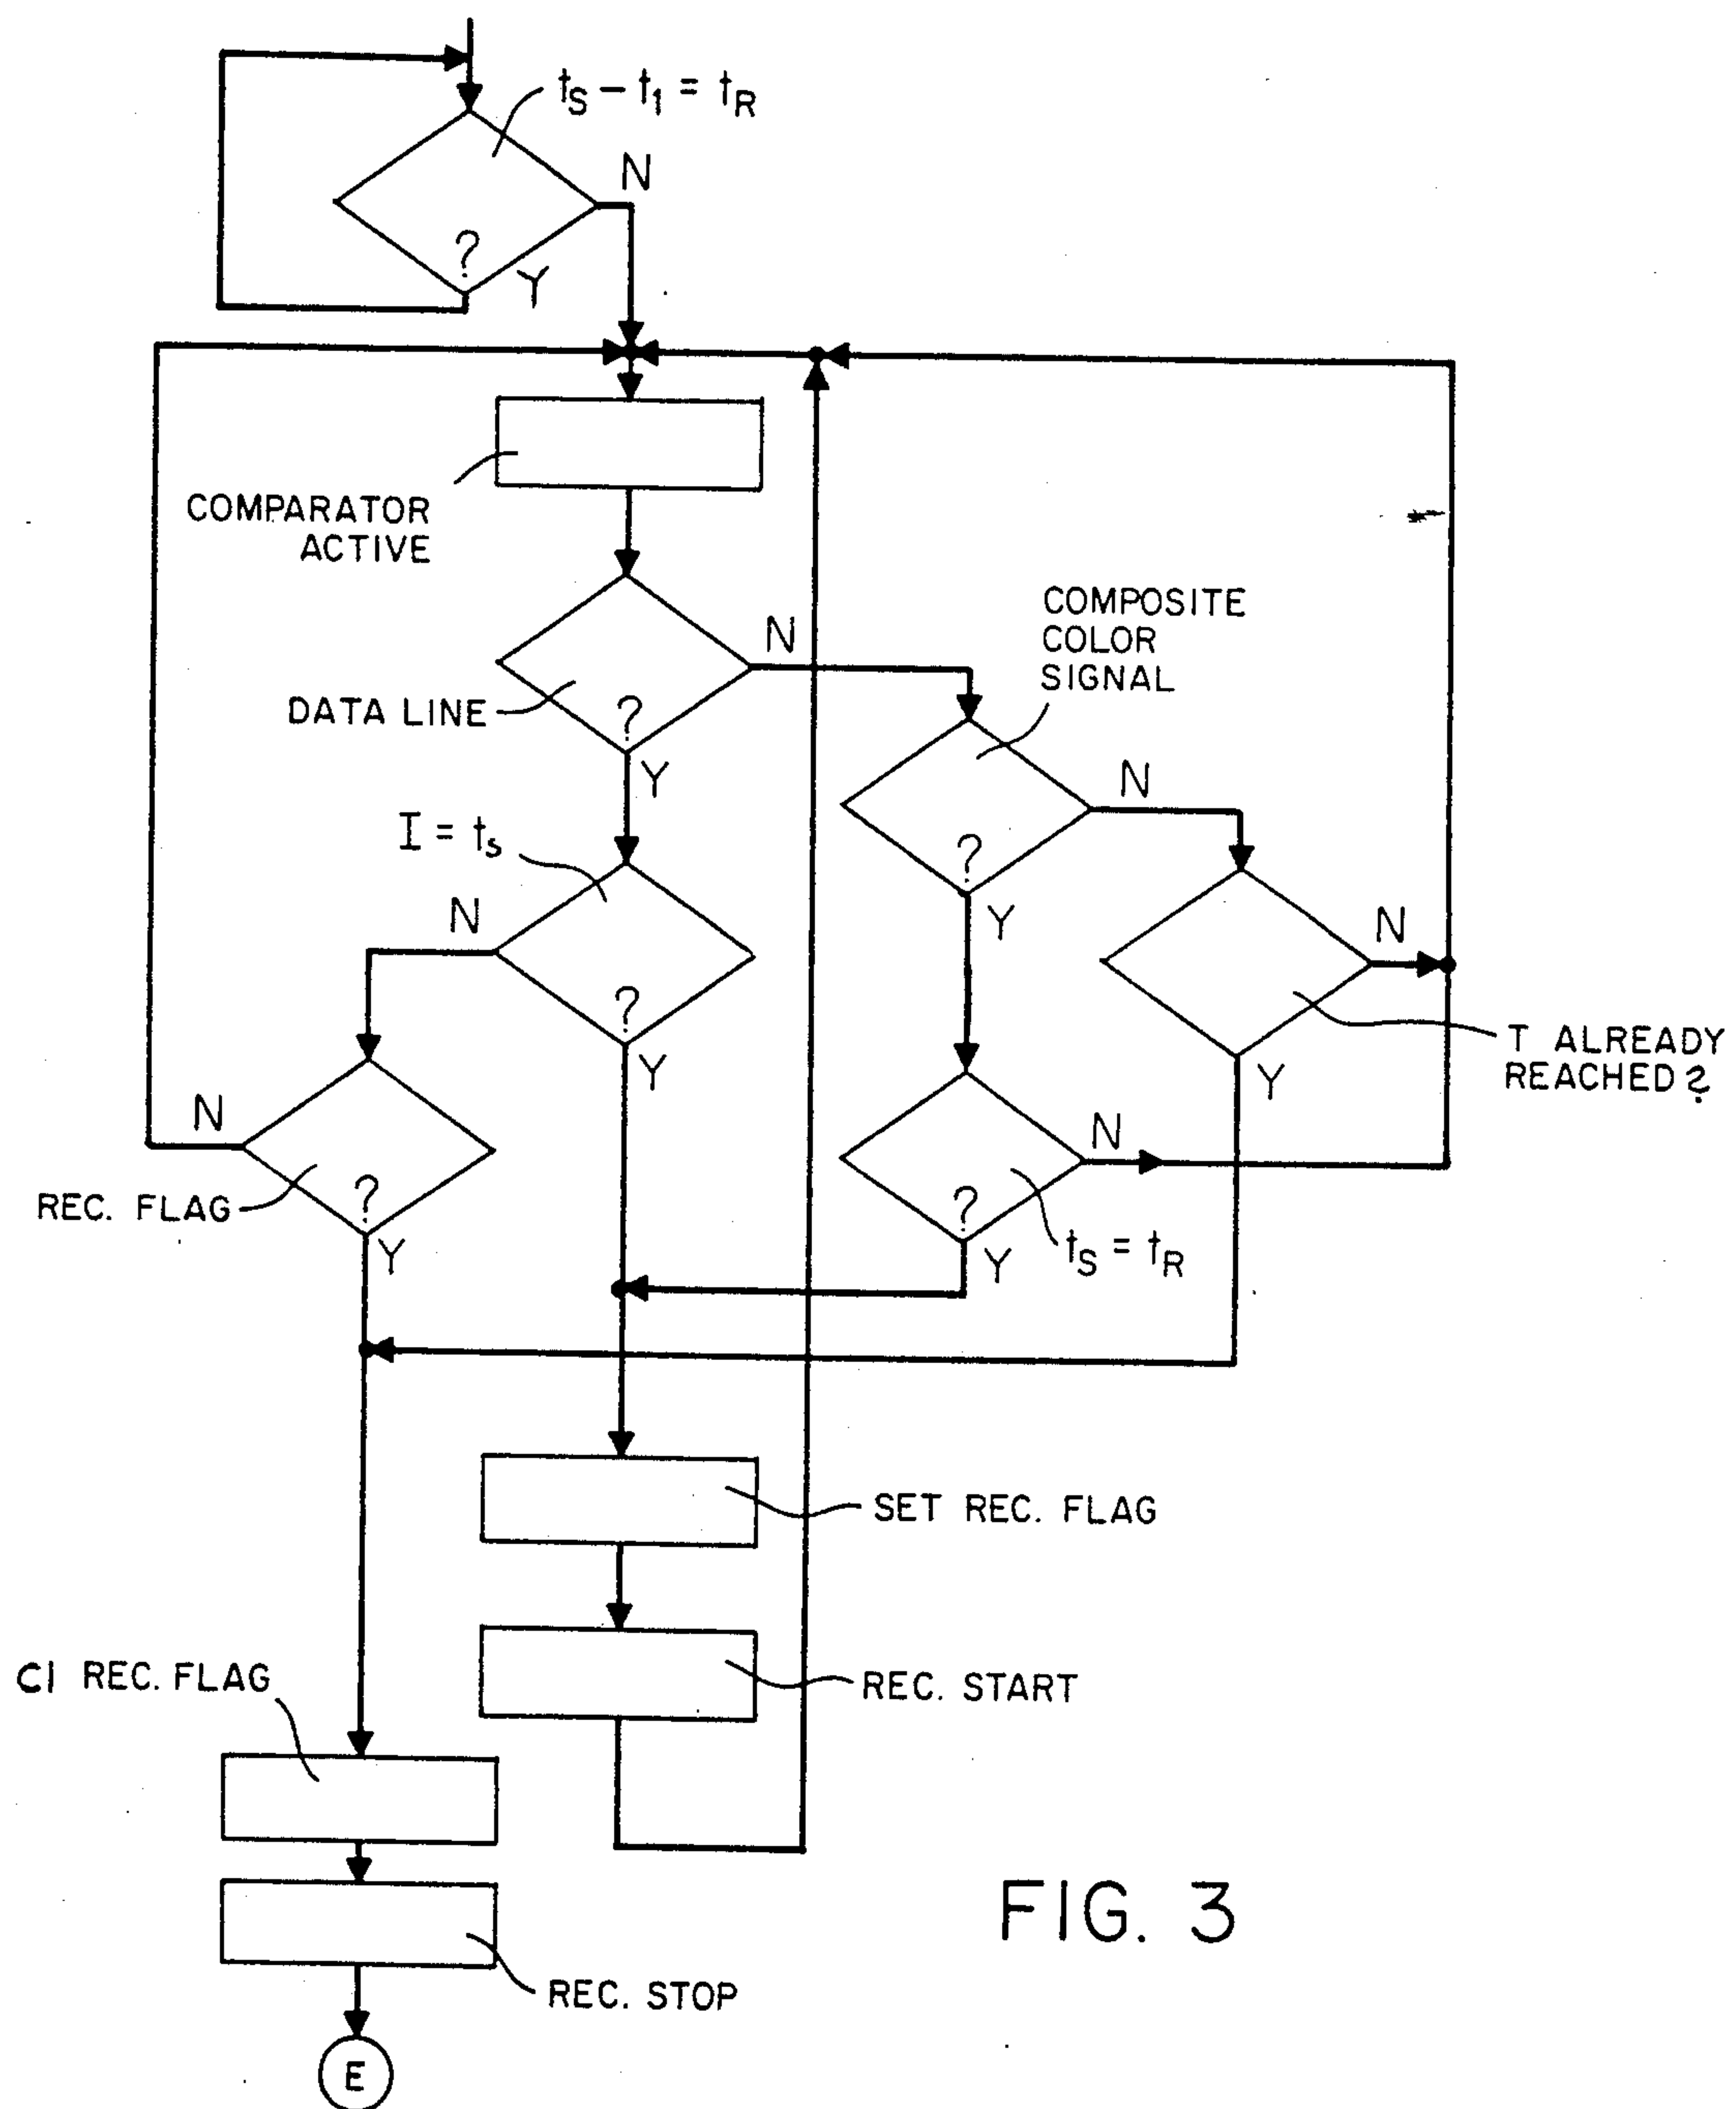 tS – t1 = tR
N
?
Y
COMPARATOR
ACTIVE
COMPOSITE
COLOR
SIGNAL
N
DATA LINE
?
Y
N
I = ts
?
Y
N
N
?
Y
T ALREADY
REACHED?
Y
N
N
REC. FLAG
?
Y
?
Y
tS = tR
SET REC. FLAG
CI REC. FLAG
REC. START
FIG. 3
REC. STOP
E